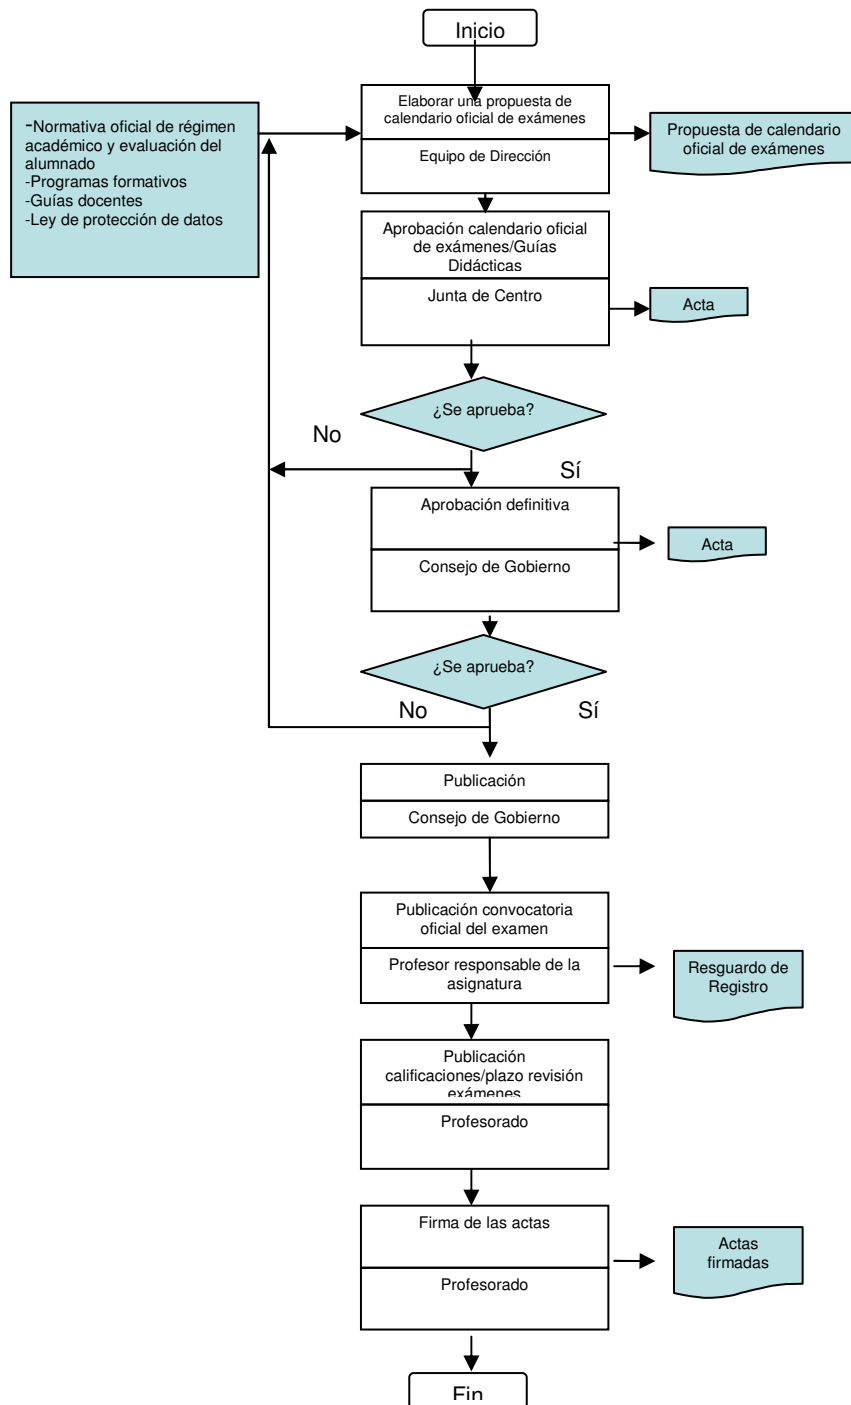 Inicio
-Normativa oficial de régimen
académico y evaluación del
alumnado
-Programas formativos
-Guías docentes
-Ley de protección de datos
Elaborar una propuesta de
calendario oficial de exámenes
Equipo de Dirección
Propuesta de calendario
oficial de exámenes
Aprobación calendario oficial
de exámenes/Guías
Didácticas
Junta de Centro
Acta
¿Se aprueba?
No
Sí
Aprobación definitiva
Consejo de Gobierno
Acta
¿Se aprueba?
No
Sí
Publicación
Consejo de Gobierno
Publicación convocatoria
oficial del examen
Profesor responsable de la
asignatura
Resguardo de
Registro
Publicación
calificaciones/plazo revisión
exámenes
Profesorado
Firma de las actas
Profesorado
Actas
firmadas
Fin